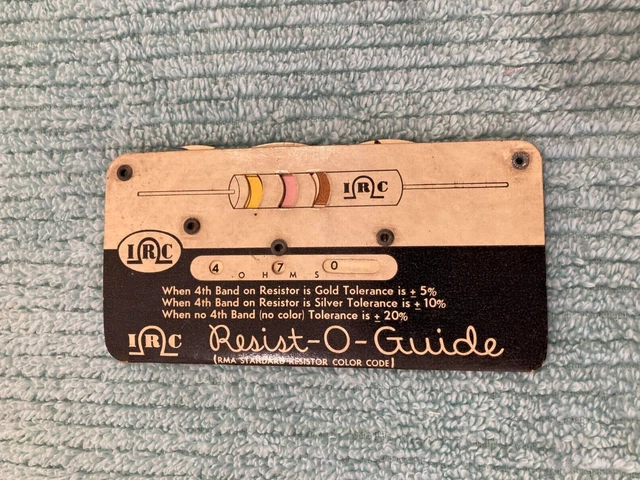 IRC
IRC
4 7 0
OHMS
When 4th Band on Resistor is Gold Tolerance is ± 5%
When 4th Band on Resistor is Silver Tolerance is ± 10%
When no 4th Band (no color) Tolerance is ± 20%
IRC Resist-O-Guide
(RMA STANDARD RESISTOR COLOR CODE)